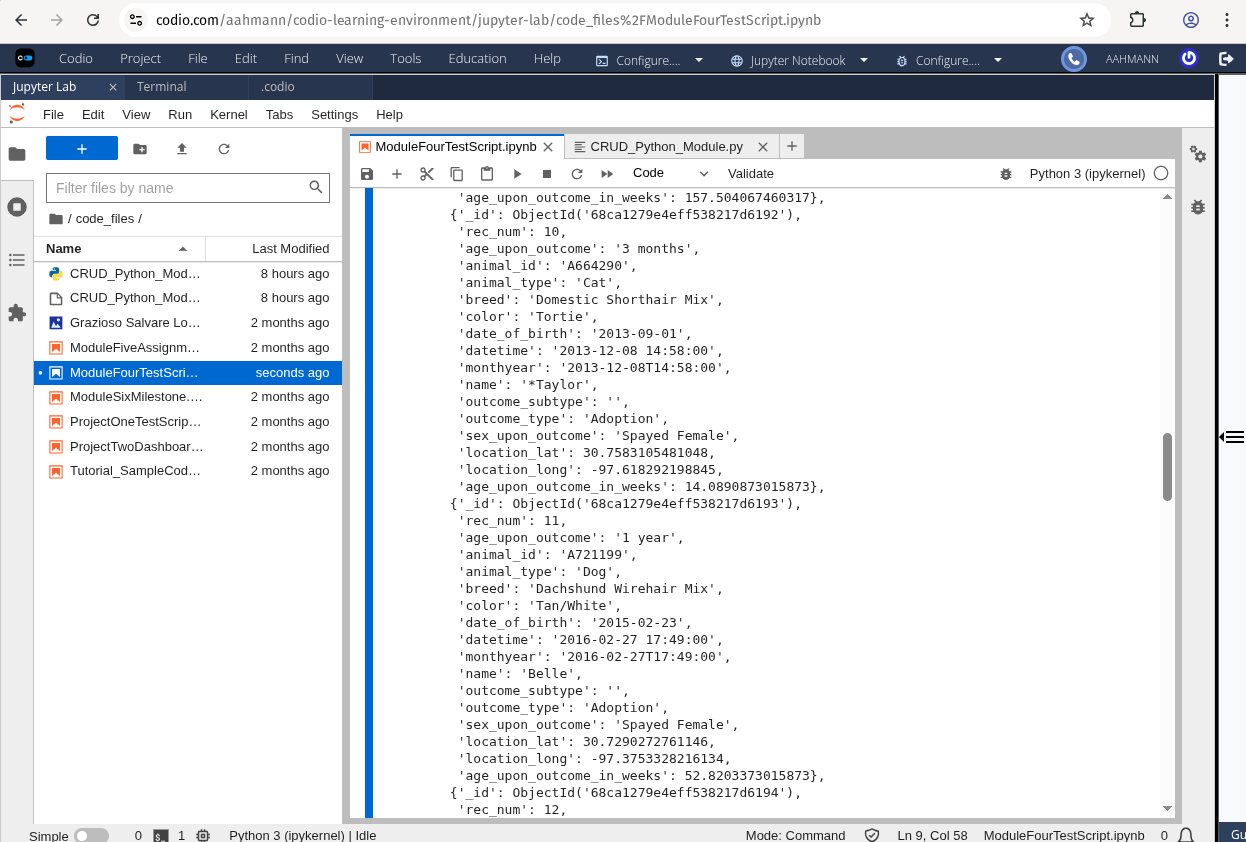 codio.com/aahmann/codio-learning-environment/jupyter-lab/code_files%2FModuleFourTestScript.ipynb
Codio Project File Edit Find View Tools Education Help Configure.... Jupyter Notebook Configure.... AAHMANN
Jupyter Lab Terminal .codio
File Edit View Run Kernel Tabs Settings Help
ModuleFourTestScript.ipynb CRUD_Python_Module.py
Code Validate Python 3 (ipykernel)
Filter files by name
/ code_files /
Name Last Modified
CRUD_Python_Mod... 8 hours ago
CRUD_Python_Mod... 8 hours ago
Grazioso Salvare Lo... 2 months ago
ModuleFiveAssignm... 2 months ago
ModuleFourTestScri... seconds ago
ModuleSixMilestone.... 2 months ago
ProjectOneTestScrip... 2 months ago
ProjectTwoDashboar... 2 months ago
Tutorial_SampleCod... 2 months ago
'age_upon_outcome_in_weeks': 157.504067460317},
{'_id': ObjectId('68ca1279e4eff538217d6192'),
'rec_num': 10,
'age_upon_outcome': '3 months',
'animal_id': 'A664290',
'animal_type': 'Cat',
'breed': 'Domestic Shorthair Mix',
'color': 'Tortie',
'date_of_birth': '2013-09-01',
'datetime': '2013-12-08 14:58:00',
'monthyear': '2013-12-08T14:58:00',
'name': '*Taylor',
'outcome_subtype': '',
'outcome_type': 'Adoption',
'sex_upon_outcome': 'Spayed Female',
'location_lat': 30.7583105481048,
'location_long': -97.618292198845,
'age_upon_outcome_in_weeks': 14.0890873015873},
{'_id': ObjectId('68ca1279e4eff538217d6193'),
'rec_num': 11,
'age_upon_outcome': '1 year',
'animal_id': 'A721199',
'animal_type': 'Dog',
'breed': 'Dachshund Wirehair Mix',
'color': 'Tan/White',
'date_of_birth': '2015-02-23',
'datetime': '2016-02-27 17:49:00',
'monthyear': '2016-02-27T17:49:00',
'name': 'Belle',
'outcome_subtype': '',
'outcome_type': 'Adoption',
'sex_upon_outcome': 'Spayed Female',
'location_lat': 30.7290272761146,
'location_long': -97.3753328216134,
'age_upon_outcome_in_weeks': 52.8203373015873},
{'_id': ObjectId('68ca1279e4eff538217d6194'),
'rec_num': 12,
Simple 0 1 Python 3 (ipykernel) | Idle Mode: Command Ln 9, Col 58 ModuleFourTestScript.ipynb 0
Gu